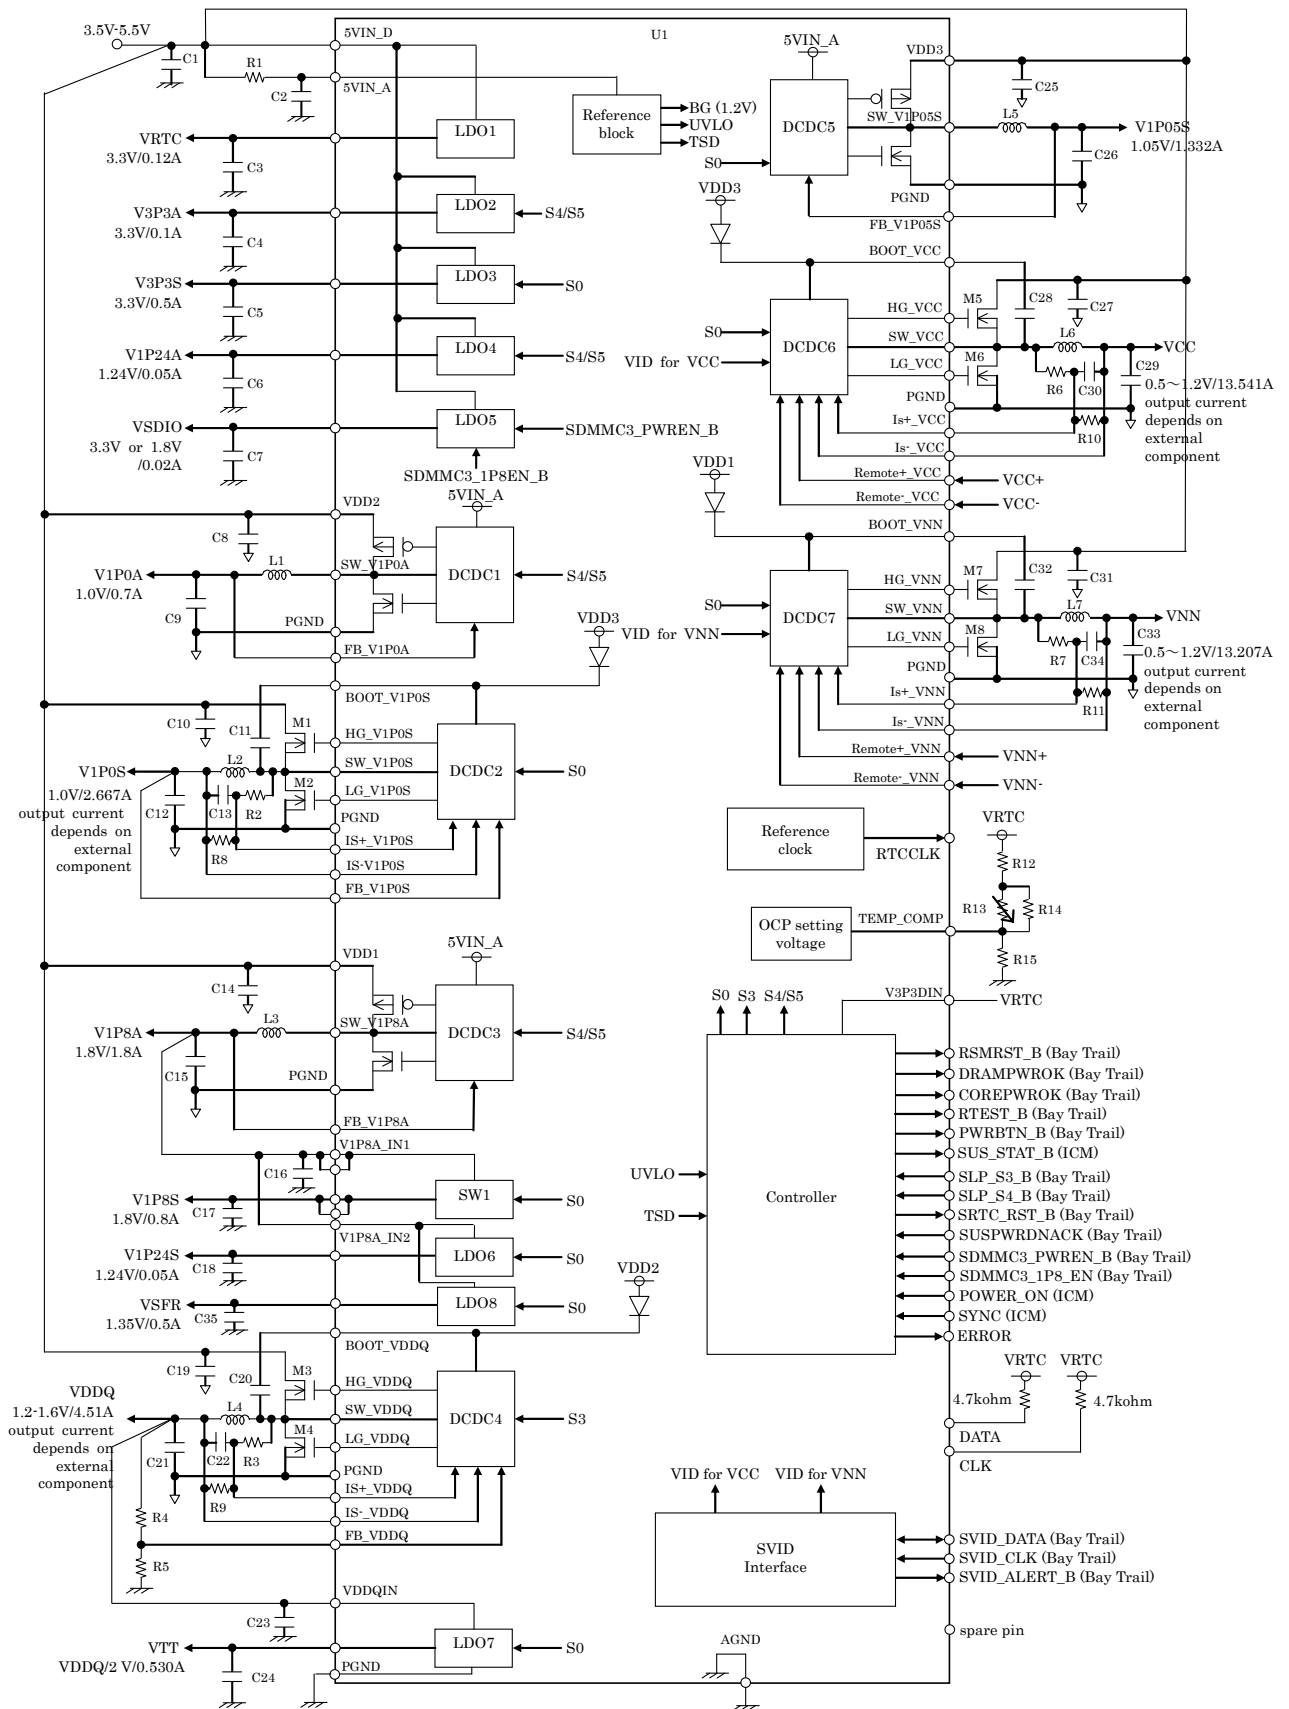 3.5V-5.5V
C1
R1
C2
5VIN_D
5VIN_A
U1
LDO1
VRTC
3.3V/0.12A
C3
LDO2
S4/S5
V3P3A
3.3V/0.1A
C4
LDO3
S0
V3P3S
3.3V/0.5A
C5
LDO4
S4/S5
V1P24A
1.24V/0.05A
C6
LDO5
SDMMC3_PWREN_B
VSDIO
3.3V or 1.8V
/0.02A
C7
SDMMC3_1P8EN_B
5VIN_A
VDD2
C8
L1
SW_V1P0A
DCDC1
S4/S5
V1P0A
1.0V/0.7A
C9
PGND
FB_V1P0A
VDD3
BOOT_V1P0S
C10
C11
M1
HG_V1P0S
L2
SW_V1P0S
DCDC2
S0
V1P0S
1.0V/2.667A
output current
depends on
external
component
C12
C13
R2
M2
LG_V1P0S
PGND
R8
IS+_V1P0S
IS-V1P0S
FB_V1P0S
5VIN_A
VDD1
C14
L3
SW_V1P8A
DCDC3
S4/S5
V1P8A
1.8V/1.8A
C15
PGND
FB_V1P8A
V1P8A_IN1
C16
SW1
S0
V1P8S
1.8V/0.8A
C17
V1P8A_IN2
LDO6
S0
V1P24S
1.24V/0.05A
C18
VDD2
LDO8
S0
VSFR
1.35V/0.5A
C35
BOOT_VDDQ
C19
C20
M3
HG_VDDQ
L4
SW_VDDQ
DCDC4
S3
VDDQ
1.2-1.6V/4.51A
output current
depends on
external
component
C21
C22
R3
M4
LG_VDDQ
PGND
R9
IS+_VDDQ
IS-_VDDQ
FB_VDDQ
R4
R5
VDDQIN
C23
LDO7
S0
VTT
VDDQ/2 V/0.530A
C24
PGND
Reference
block
BG (1.2V)
UVLO
TSD
5VIN_A
VDD3
C25
DCDC5
SW_V1P05S
L5
V1P05S
1.05V/1.332A
C26
S0
PGND
FB_V1P05S
VDD3
BOOT_VCC
HG_VCC
M5
C28
C27
S0
DCDC6
SW_VCC
L6
VCC
VID for VCC
LG_VCC
M6
R6
C30
C29
0.5～1.2V/13.541A
output current
depends on
external
component
PGND
Is+_VCC
R10
Is-_VCC
Remote+_VCC
VCC+
Remote-_VCC
VCC-
VDD1
BOOT_VNN
HG_VNN
M7
C32
C31
S0
DCDC7
SW_VNN
L7
VNN
VID for VNN
LG_VNN
M8
R7
C34
C33
0.5～1.2V/13.207A
output current
depends on
external
component
PGND
Is+_VNN
R11
Is-_VNN
Remote+_VNN
VNN+
Remote-_VNN
VNN-
Reference
clock
RTCCLK
VRTC
R12
R13
R14
R15
OCP setting
voltage
TEMP_COMP
S0 S3 S4/S5
V3P3DIN
VRTC
Controller
UVLO
TSD
RSMRST_B (Bay Trail)
DRAMPWROK (Bay Trail)
COREPWROK (Bay Trail)
RTEST_B (Bay Trail)
PWRBTN_B (Bay Trail)
SUS_STAT_B (ICM)
SLP_S3_B (Bay Trail)
SLP_S4_B (Bay Trail)
SRTC_RST_B (Bay Trail)
SUSPWRDNACK (Bay Trail)
SDMMC3_PWREN_B (Bay Trail)
SDMMC3_1P8_EN (Bay Trail)
POWER_ON (ICM)
SYNC (ICM)
ERROR
VRTC VRTC
4.7kohm 4.7kohm
DATA
CLK
VID for VCC VID for VNN
SVID
Interface
SVID_DATA (Bay Trail)
SVID_CLK (Bay Trail)
SVID_ALERT_B (Bay Trail)
spare pin
AGND